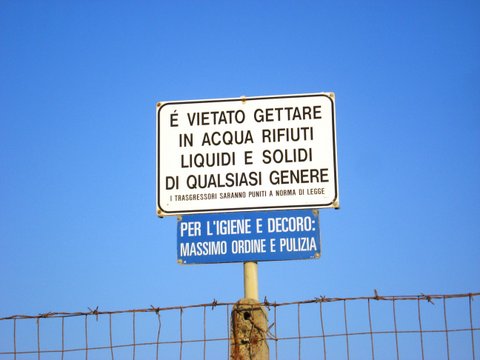 É VIETATO GETTARE
IN ACQUA RIFIUTI
LIQUIDI E SOLIDI
DI QUALSIASI GENERE
I TRASGRESSORI SARANNO PUNITI A NORMA DI LEGGE
PER L'IGIENE E DECORO:
MASSIMO ORDINE E PULIZIA